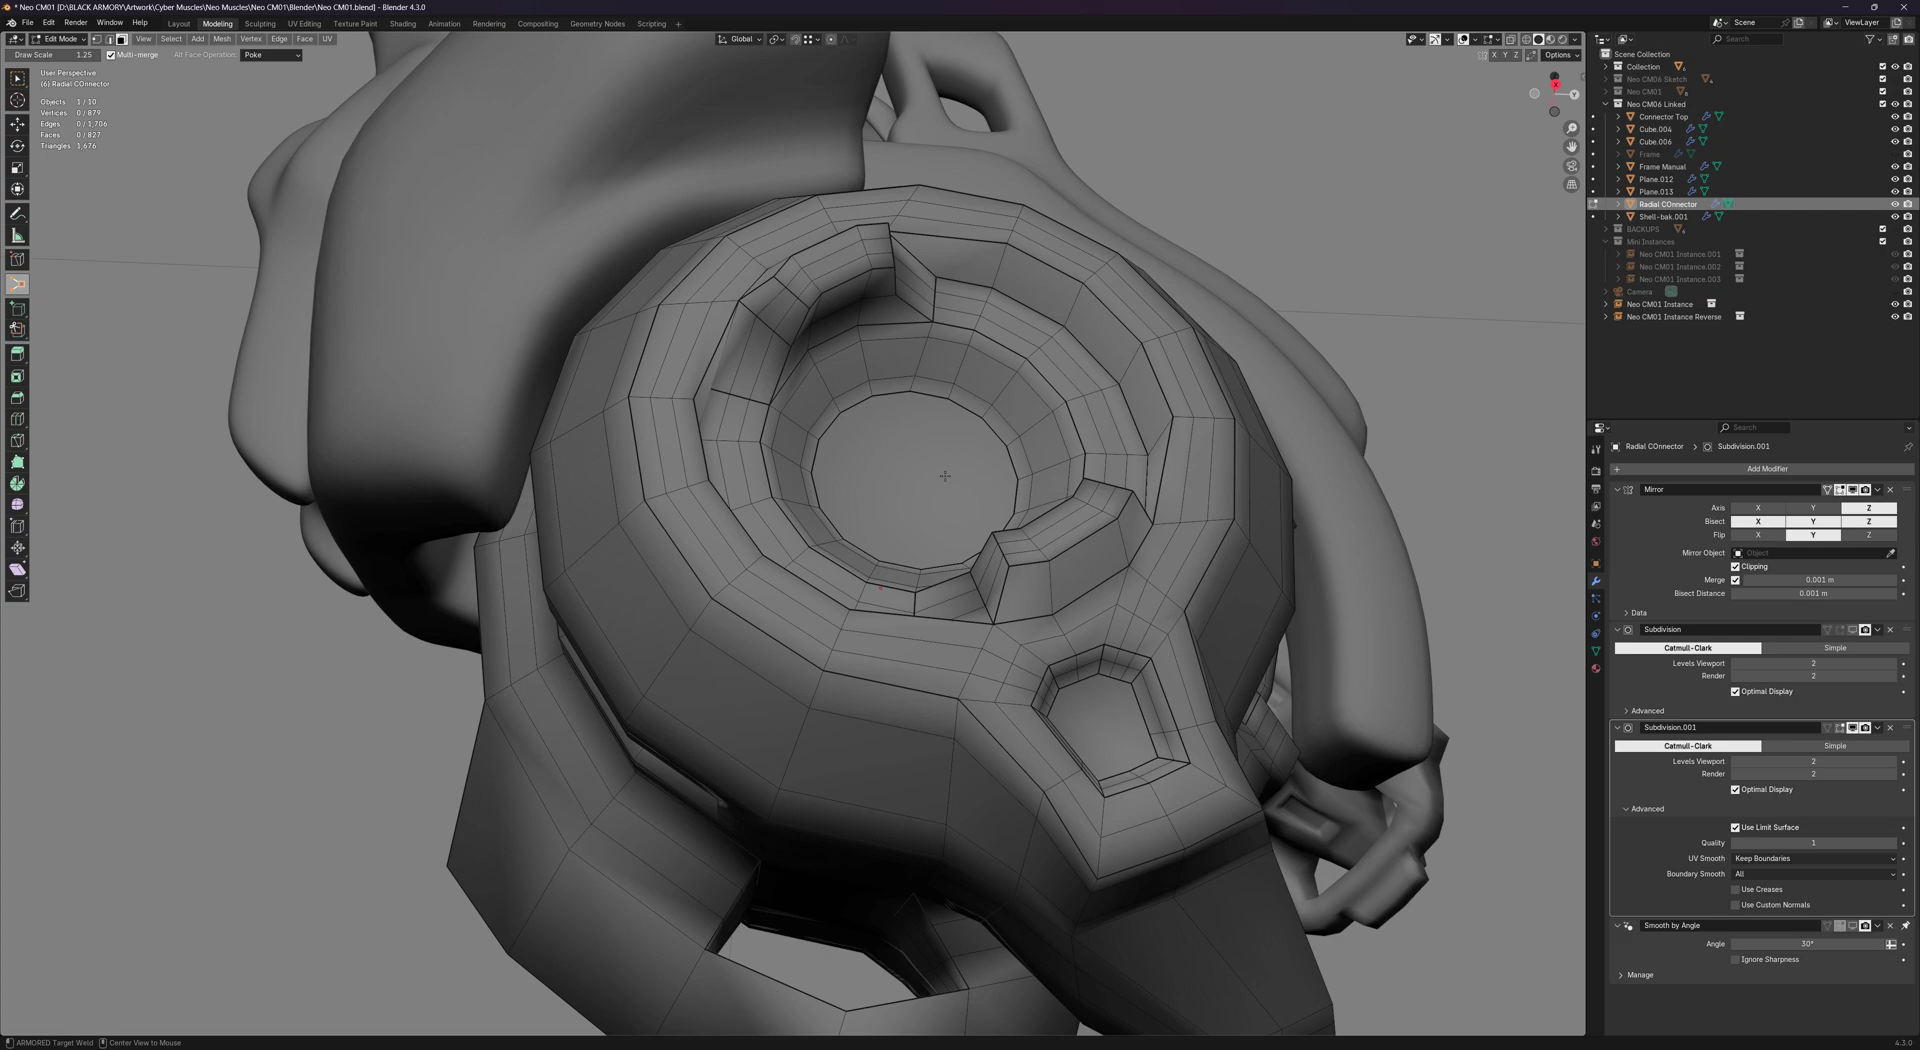 * Neo CM01 [D:\BLACK ARMORY\Artwork\Cyber Muscles\Neo Muscles\Neo CM01\Blender\Neo CM01.blend] - Blender 4.3.0
File Edit Render Window Help Layout Modeling Sculpting UV Editing Texture Paint Shading Animation Rendering Compositing Geometry Nodes Scripting + Scene ViewLayer
Edit Mode View Select Add Mesh Vertex Edge Face UV Global
Draw Scale 1.25 Multi-merge Alt Face Operation: Poke X Y Z Options
User Perspective
(6) Radial COnnector
Objects 1 / 10
Vertices 0 / 879
Edges 0 / 1,706
Faces 0 / 827
Triangles 1,676
X
Y
Search
Scene Collection
Collection
Neo CM06 Sketch
Neo CM01
Neo CM06 Linked
Connector Top
Cube.004
Cube.006
Frame
Frame Manual
Plane.012
Plane.013
Radial COnnector
Shell-bak.001
BACKUPS
Mini Instances
Neo CM01 Instance.001
Neo CM01 Instance.002
Neo CM01 Instance.003
Camera
Neo CM01 Instance
Neo CM01 Instance Reverse
Search
Radial COnnector > Subdivision.001
+ Add Modifier
Mirror
Axis X Y Z
Bisect X Y Z
Flip X Y Z
Mirror Object Object
Clipping
Merge 0.001 m
Bisect Distance 0.001 m
Data
Subdivision
Catmull-Clark Simple
Levels Viewport 2
Render 2
Optimal Display
Advanced
Subdivision.001
Catmull-Clark Simple
Levels Viewport 2
Render 2
Optimal Display
Advanced
Use Limit Surface
Quality 1
UV Smooth Keep Boundaries
Boundary Smooth All
Use Creases
Use Custom Normals
Smooth by Angle
Angle 30°
Ignore Sharpness
Manage
ARMORED Target Weld Center View to Mouse 4.3.0